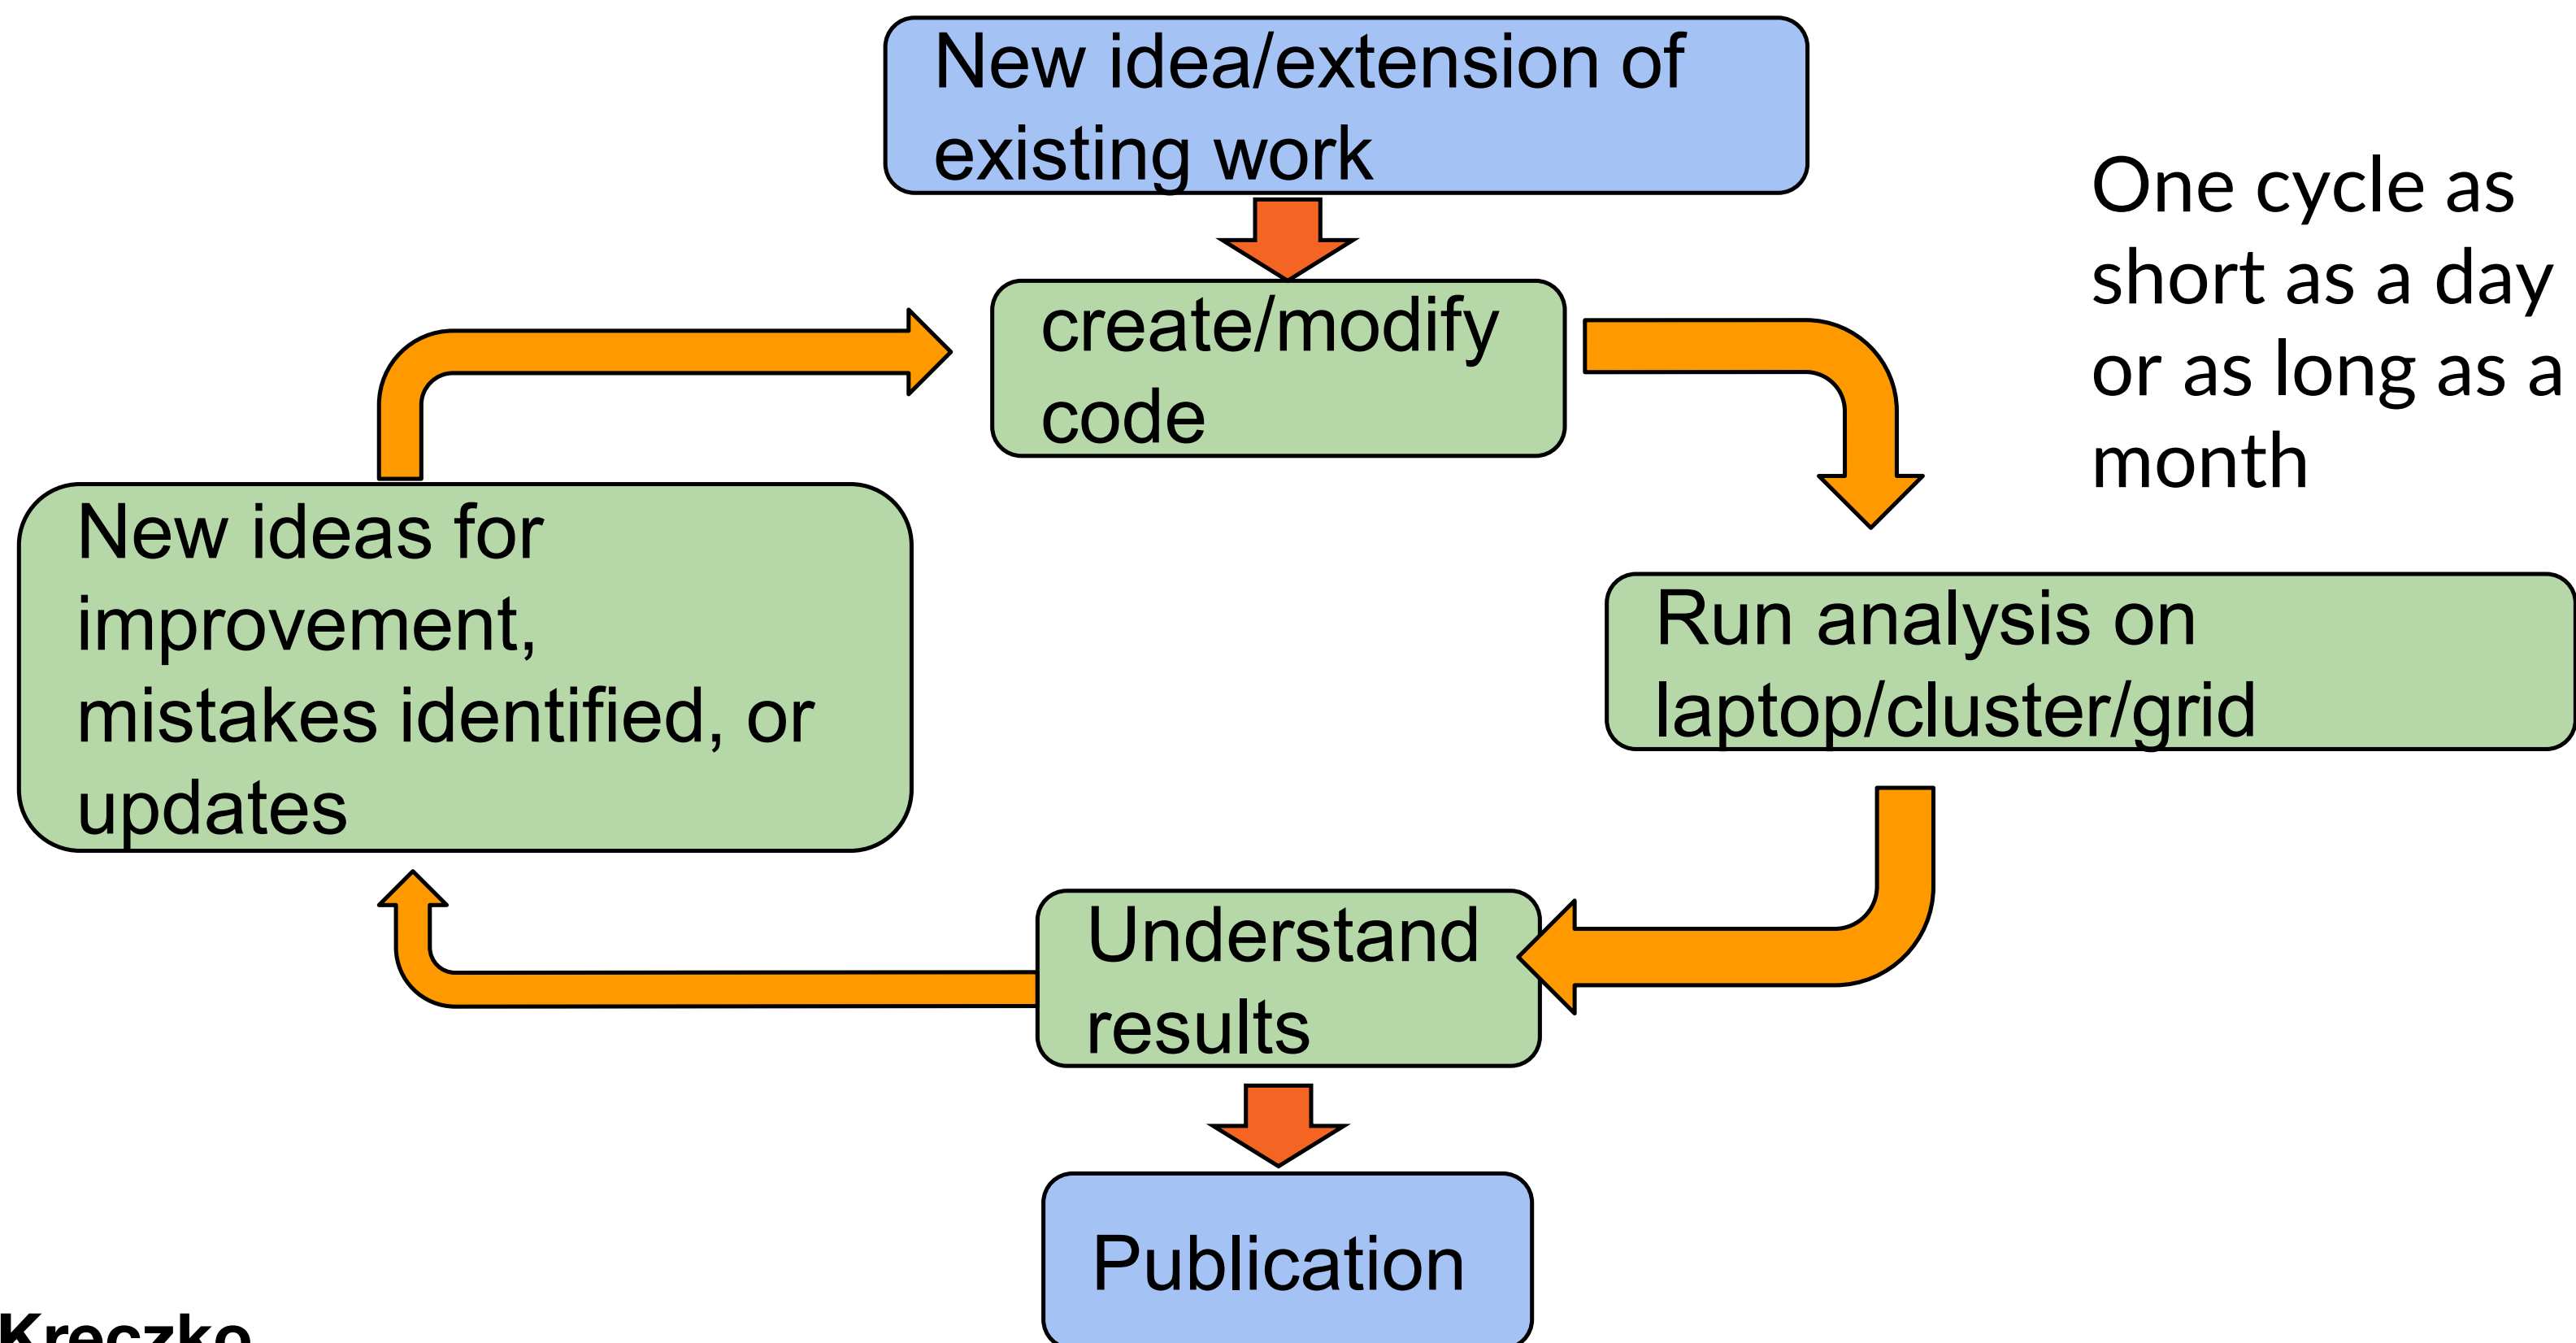 New idea/extension of
existing work
One cycle as
short as a day
or as long as a
month
create/modify
code
New ideas for
improvement,
mistakes identified, or
updates
Run analysis on
laptop/cluster/grid
Understand
results
Publication
Kreczko